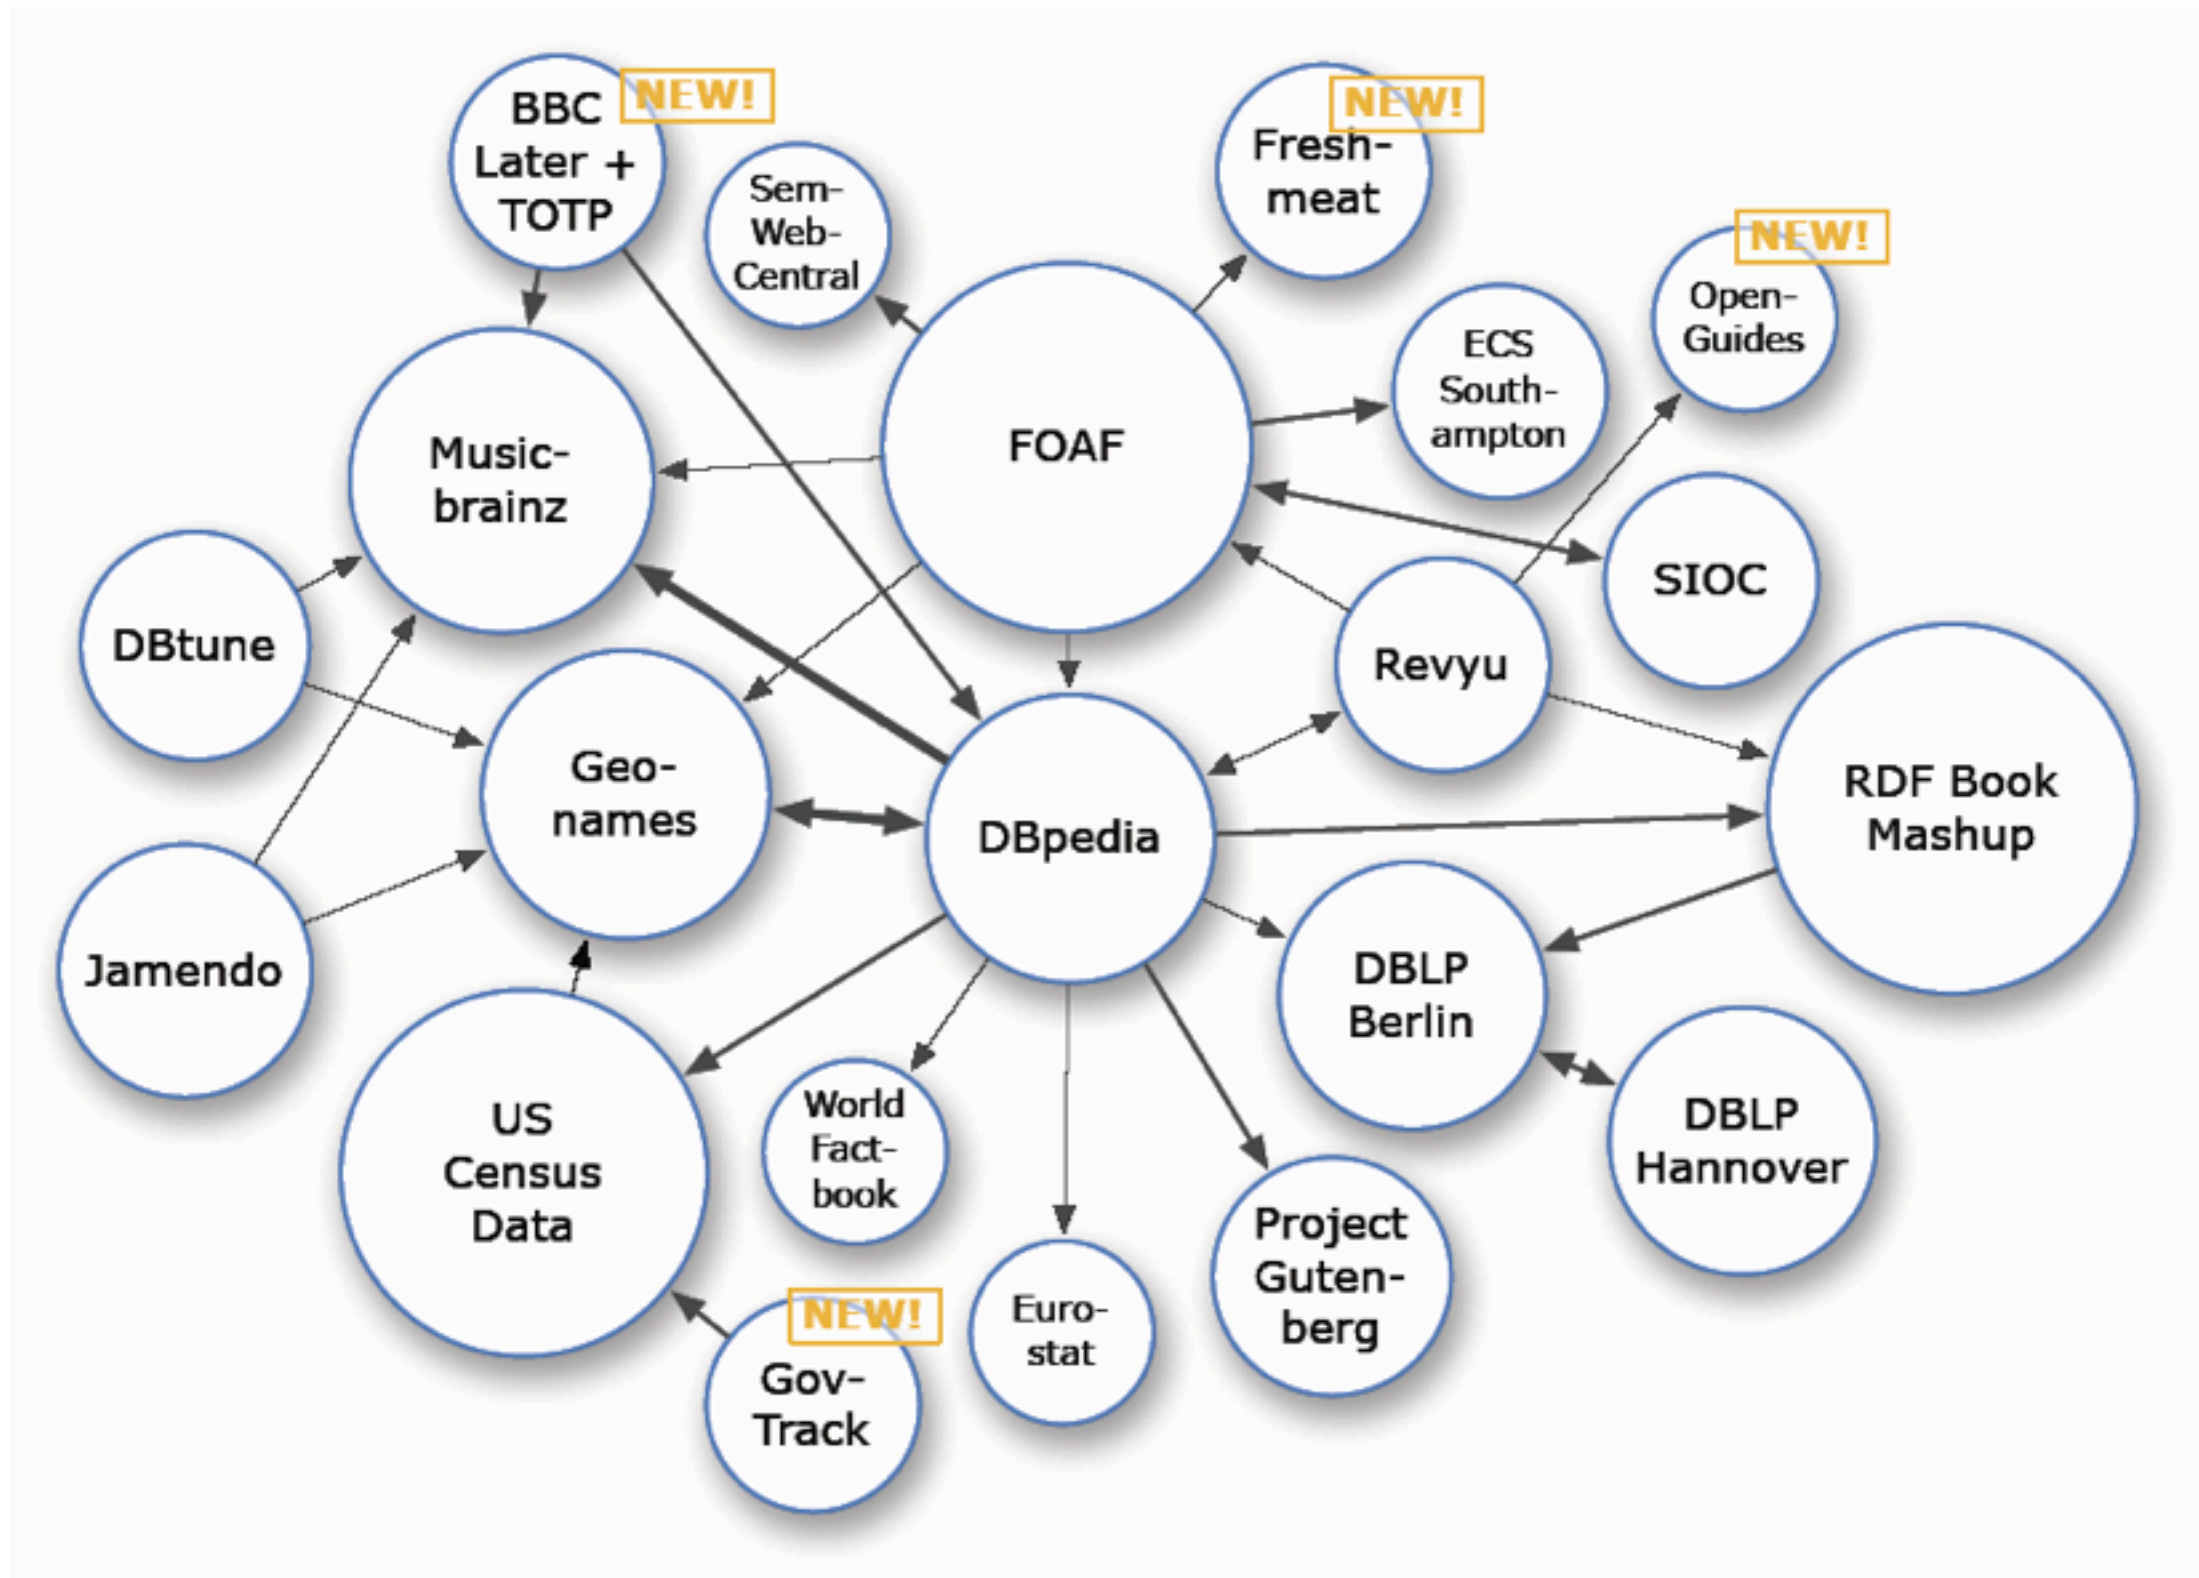 BBC
Later +
TOTP
NEW!
Sem-
Web-
Central
NEW!
Fresh-
meat
NEW!
Open-
Guides
ECS
South-
ampton
FOAF
Music-
brainz
SIOC
DBtune
Revyu
Geo-
names
DBpedia
RDF Book
Mashup
Jamendo
DBLP
Berlin
US
Census
Data
World
Fact-
book
DBLP
Hannover
Project
Guten-
berg
Euro-
stat
NEW!
Gov-
Track